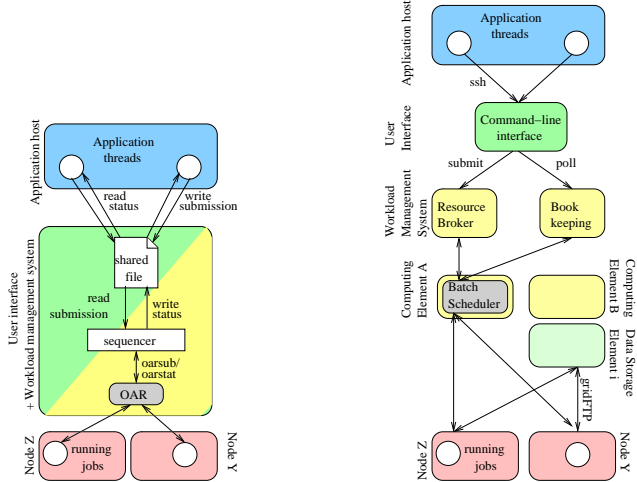 Application host
Application
threads
read
status
write
submission
User interface
+ Workload management system
shared
file
read
submission
write
status
sequencer
oarsub/
oarstat
OAR
Node Z
running
jobs
Node Y
Application host
Application
threads
ssh
User
Interface
Command−line
interface
submit
poll
Workload
Management
System
Resource
Broker
Book
keeping
Computing
Element A
Batch
Scheduler
Computing
Element B
Data Storage
Element i
gridFTP
Node Z
running
jobs
Node Y